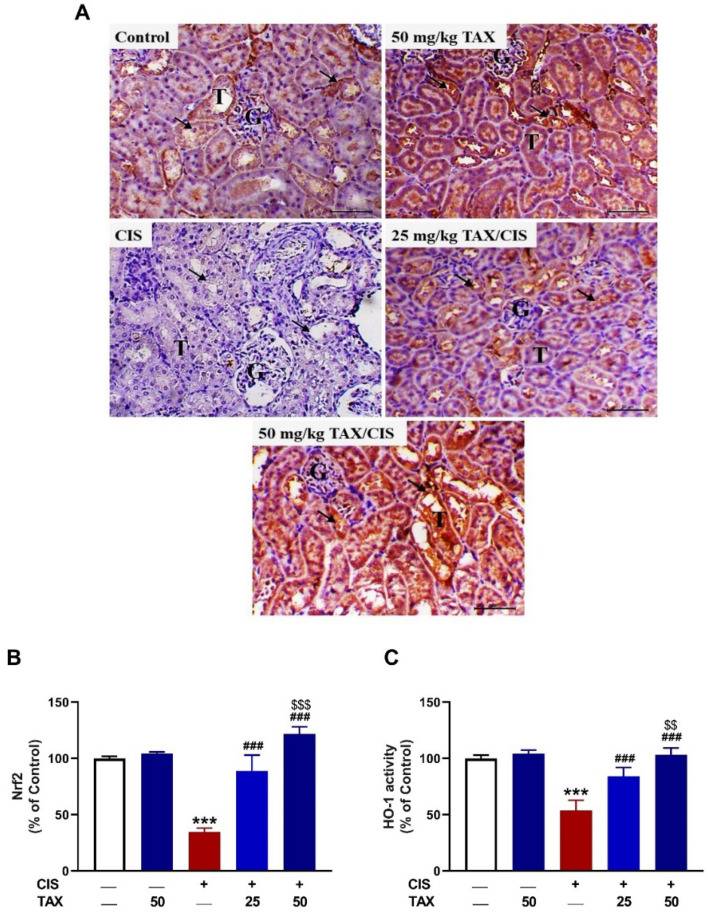 A
Control
50 mg/kg TAX
T
G
G
T
CIS
25 mg/kg TAX/CIS
T
G
G
T
50 mg/kg TAX/CIS
G
T
B
C
Nrf2
(% of Control)
150
100
50
0
***
###
$$$
###
CIS — — + + +
TAX — 50 — 25 50
HO-1 activity
(% of Control)
150
100
50
0
***
###
$$
###
CIS — — + + +
TAX — 50 — 25 50